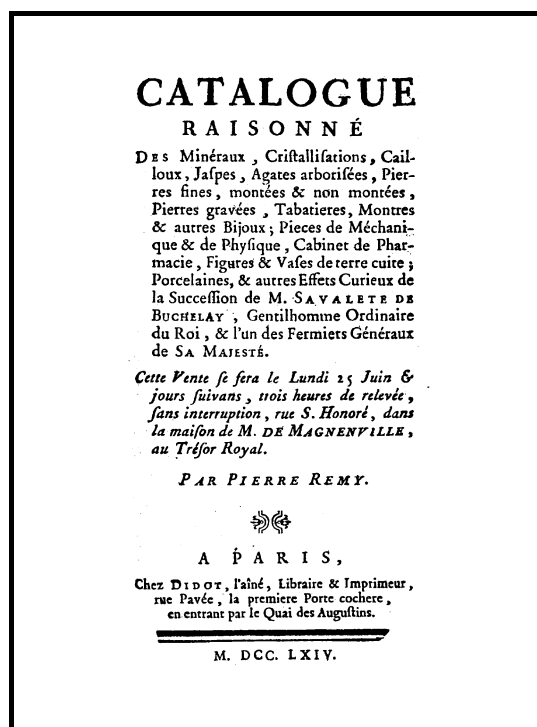 CATALOGUE
RAISONNÉ
DES Minéraux, Criſtalliſations, Cail-
loux, Jaſpes, Agates arboriſées, Pier-
res fines, montées & non montées,
Pierres gravées, Tabatieres, Montres
& autres Bijoux; Pieces de Méchani-
que & de Phyſique, Cabinet de Phar-
macie, Figures & Vaſes de terre cuite;
Porcelaines, & autres Effets Curieux de
la Succeſſion de M. SAVALETE DE
BUCHELAY, Gentilhomme Ordinaire
du Roi, & l'un des Fermiers Généraux
de SA MAJESTÉ.
Cette Vente ſe fera le Lundi 25 Juin &
jours ſuivans, trois heures de relevée,
ſans interruption, rue S. Honoré, dans
la maiſon de M. DE MAGNENVILLE,
au Tréſor Royal.
PAR PIERRE REMY.
A PARIS,
Chez DIDOT, l'aîné, Libraire & Imprimeur,
rue Pavée, la premiere Porte cochere,
en entrant par le Quai des Auguſtins.
M. DCC. LXIV.